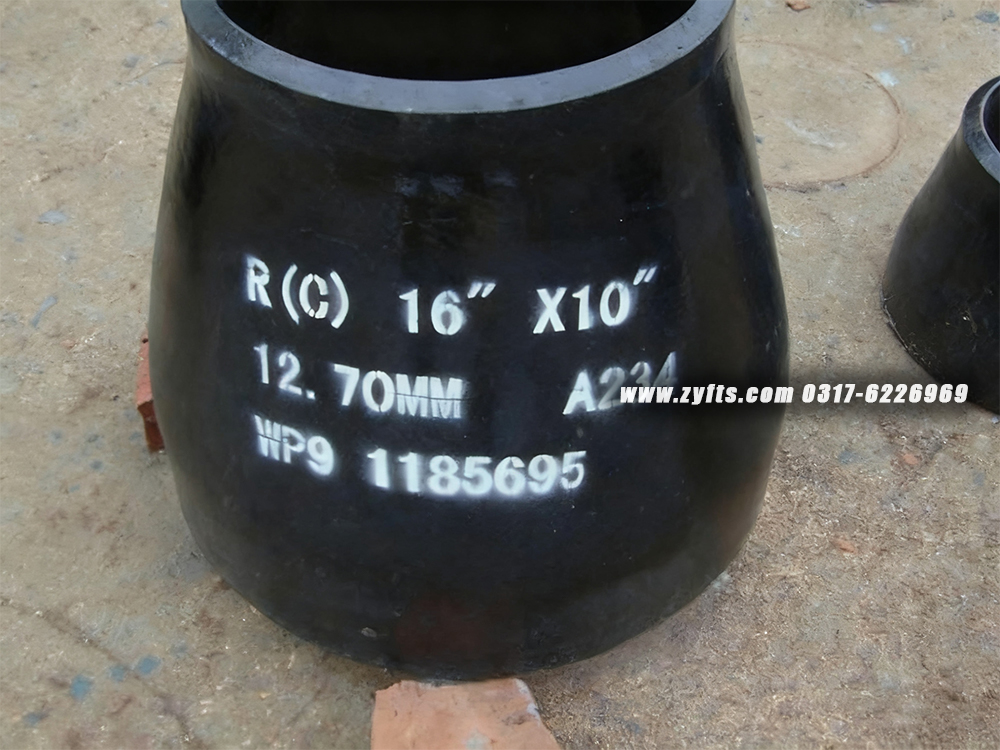 R(C) 16" X10"
12.70MM A234
WP9 1185695
www.zyfts.com 0317-6226969